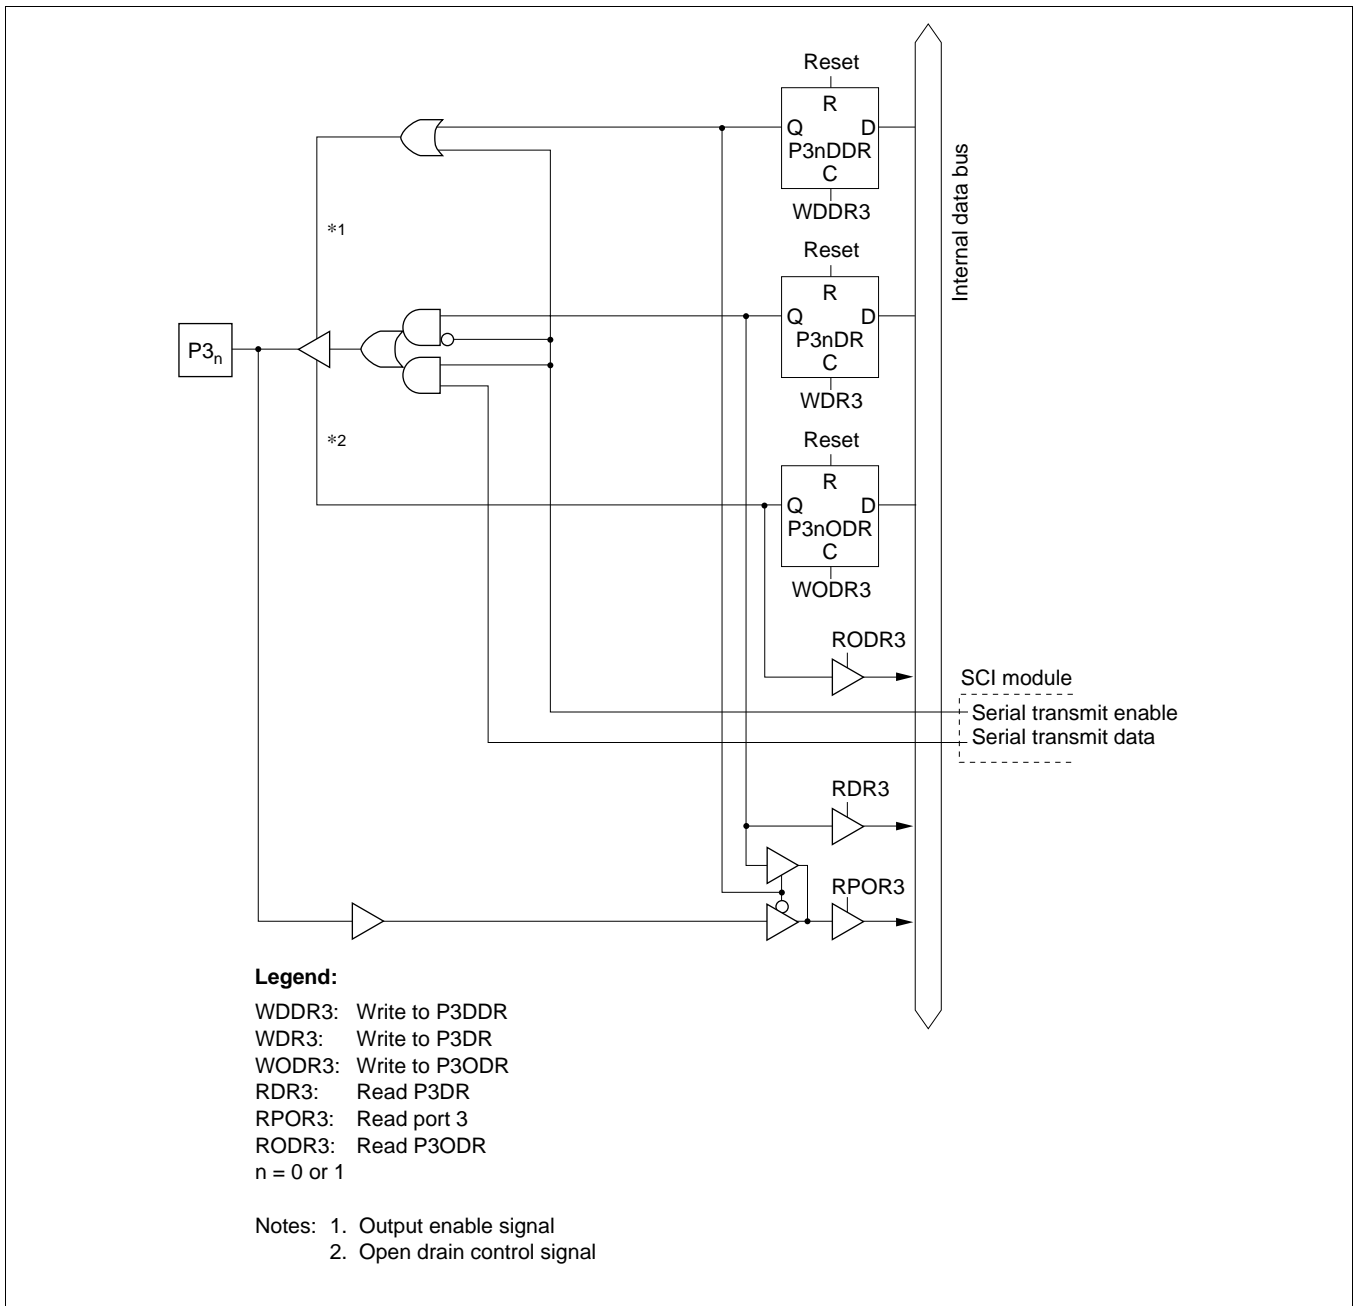 Reset
R
Q D
P3nDDR
C
WDDR3
Internal data bus
*1
Reset
R
Q D
P3nDR
C
WDR3
P3n
*2
Reset
R
Q D
P3nODR
C
WODR3
RODR3
SCI module
Serial transmit enable
Serial transmit data
RDR3
RPOR3
Legend:
WDDR3: Write to P3DDR
WDR3: Write to P3DR
WODR3: Write to P3ODR
RDR3: Read P3DR
RPOR3: Read port 3
RODR3: Read P3ODR
n = 0 or 1
Notes: 1. Output enable signal
2. Open drain control signal